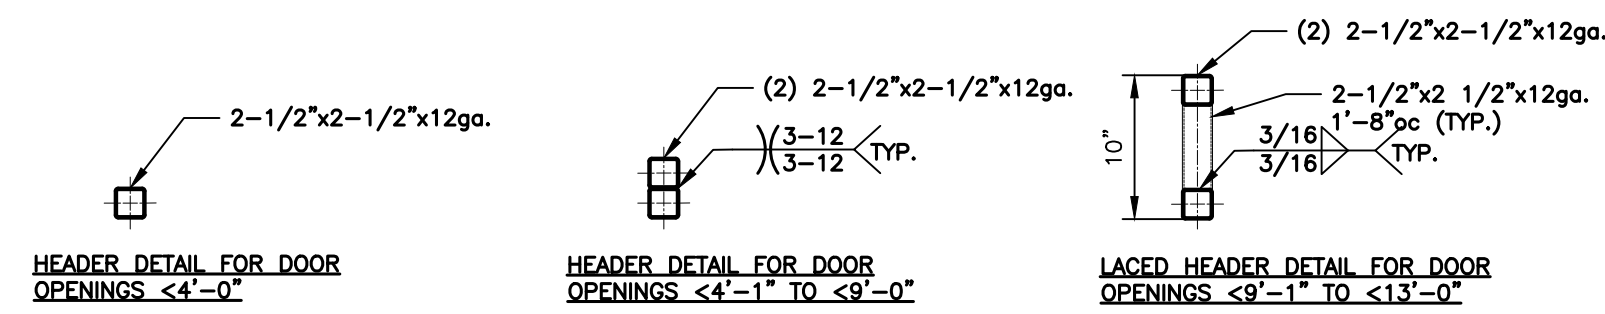 2-1/2"x2-1/2"x12ga.
HEADER DETAIL FOR DOOR
OPENINGS <4'-0"
(2) 2-1/2"x2-1/2"x12ga.
3-12
3-12
TYP.
HEADER DETAIL FOR DOOR
OPENINGS <4'-1" TO <9'-0"
(2) 2-1/2"x2-1/2"x12ga.
2-1/2"x2 1/2"x12ga.
1'-8"oc (TYP.)
3/16
3/16
TYP.
10"
LACED HEADER DETAIL FOR DOOR
OPENINGS <9'-1" TO <13'-0"